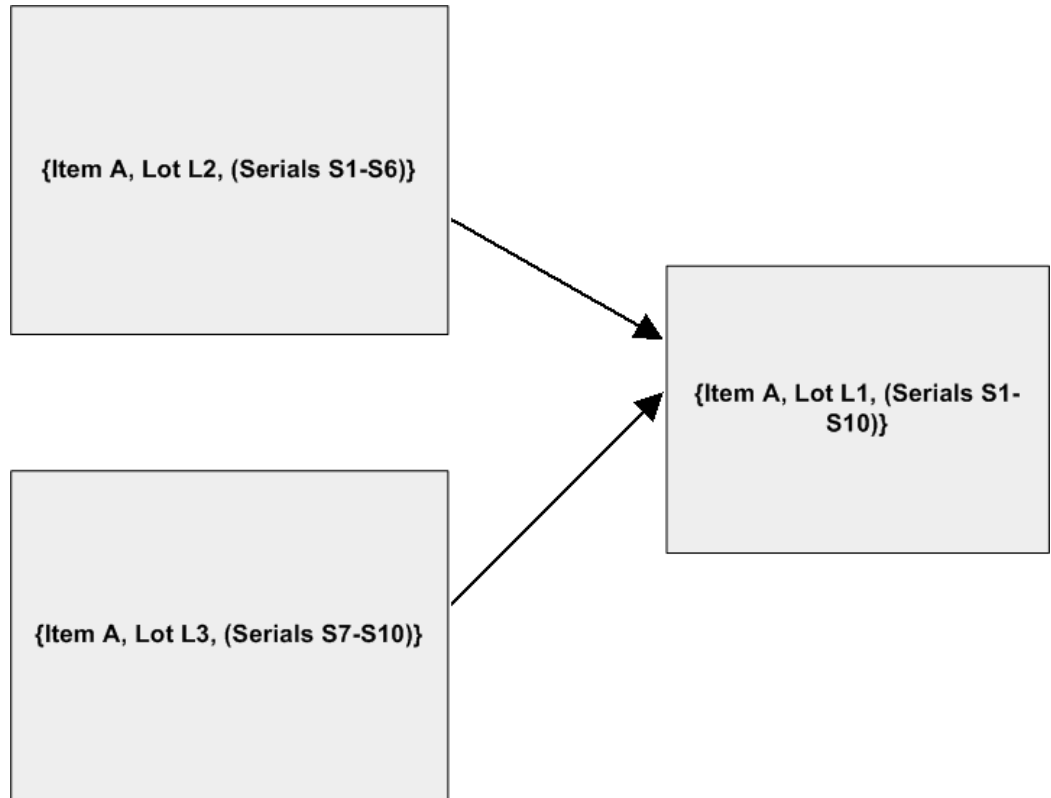 {Item A, Lot L2, (Serials S1-S6)}
{Item A, Lot L1, (Serials S1-
S10)}
{Item A, Lot L3, (Serials S7-S10)}